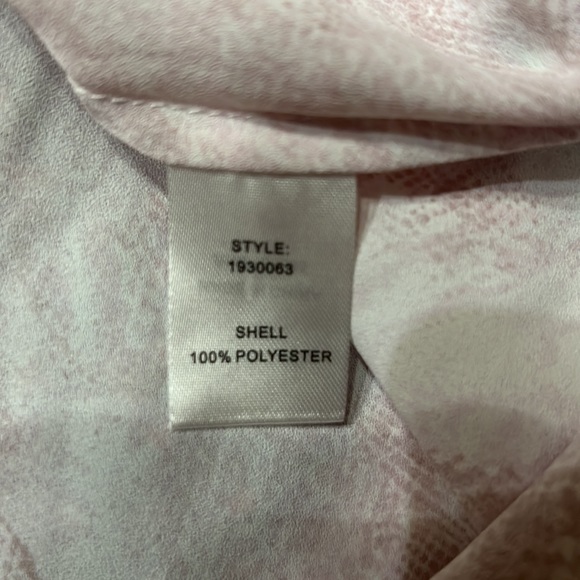 STYLE:
1930063
SHELL
100% POLYESTER